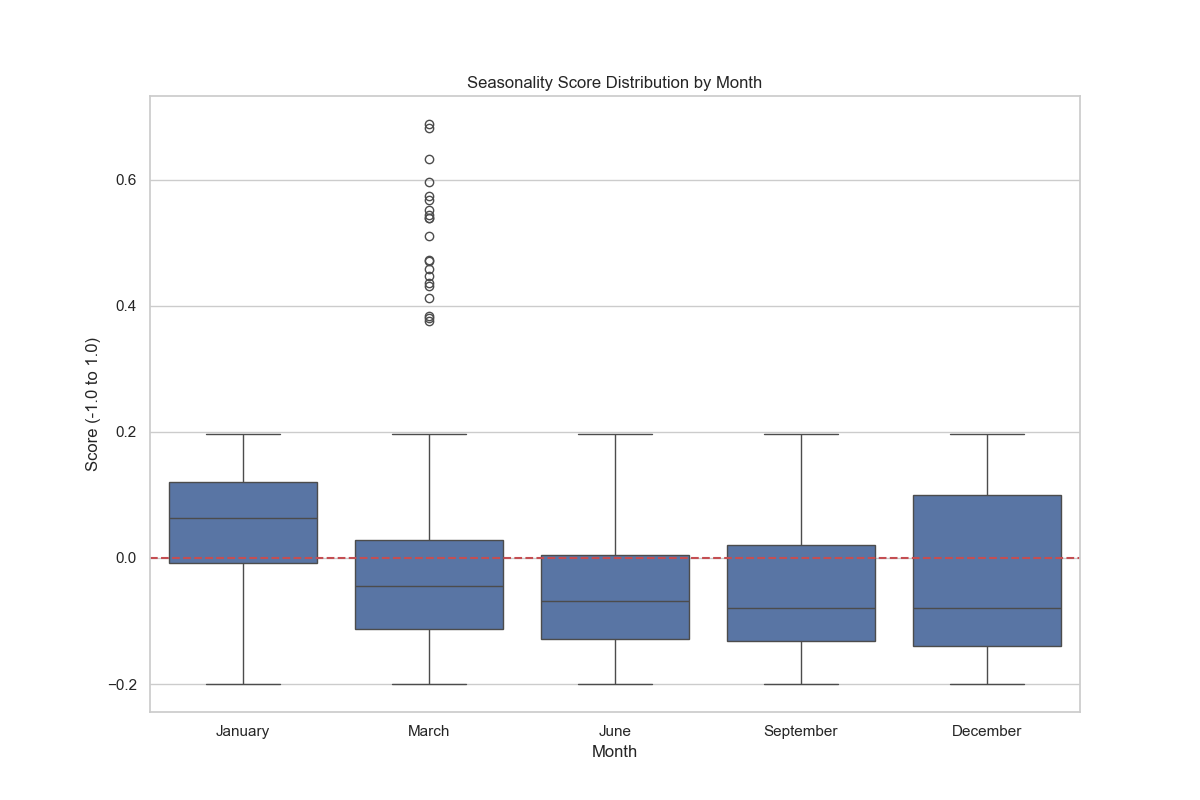 Seasonality Score Distribution by Month
Score (-1.0 to 1.0)
0.6
0.4
0.2
0.0
−0.2
January March June September December
Month